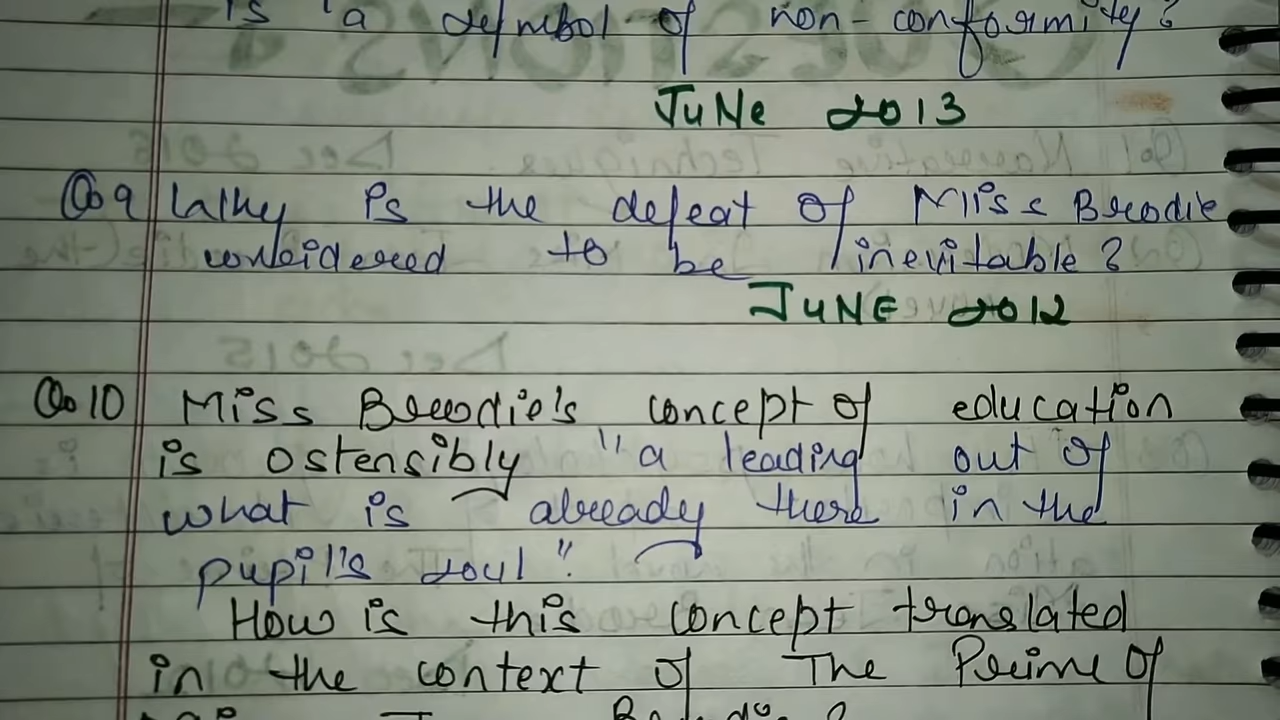 is a symbol of non-conformity?
JuNe 2013
Q.9 Why is the defeat of Miss Brodie
considered to be inevitable?
JUNE 2012
Q.10 Miss Brodie's concept of education
is ostensibly "a leading out of
what is already there in the
pupil's soul".
How is this concept translated
in the context of The Prime Of